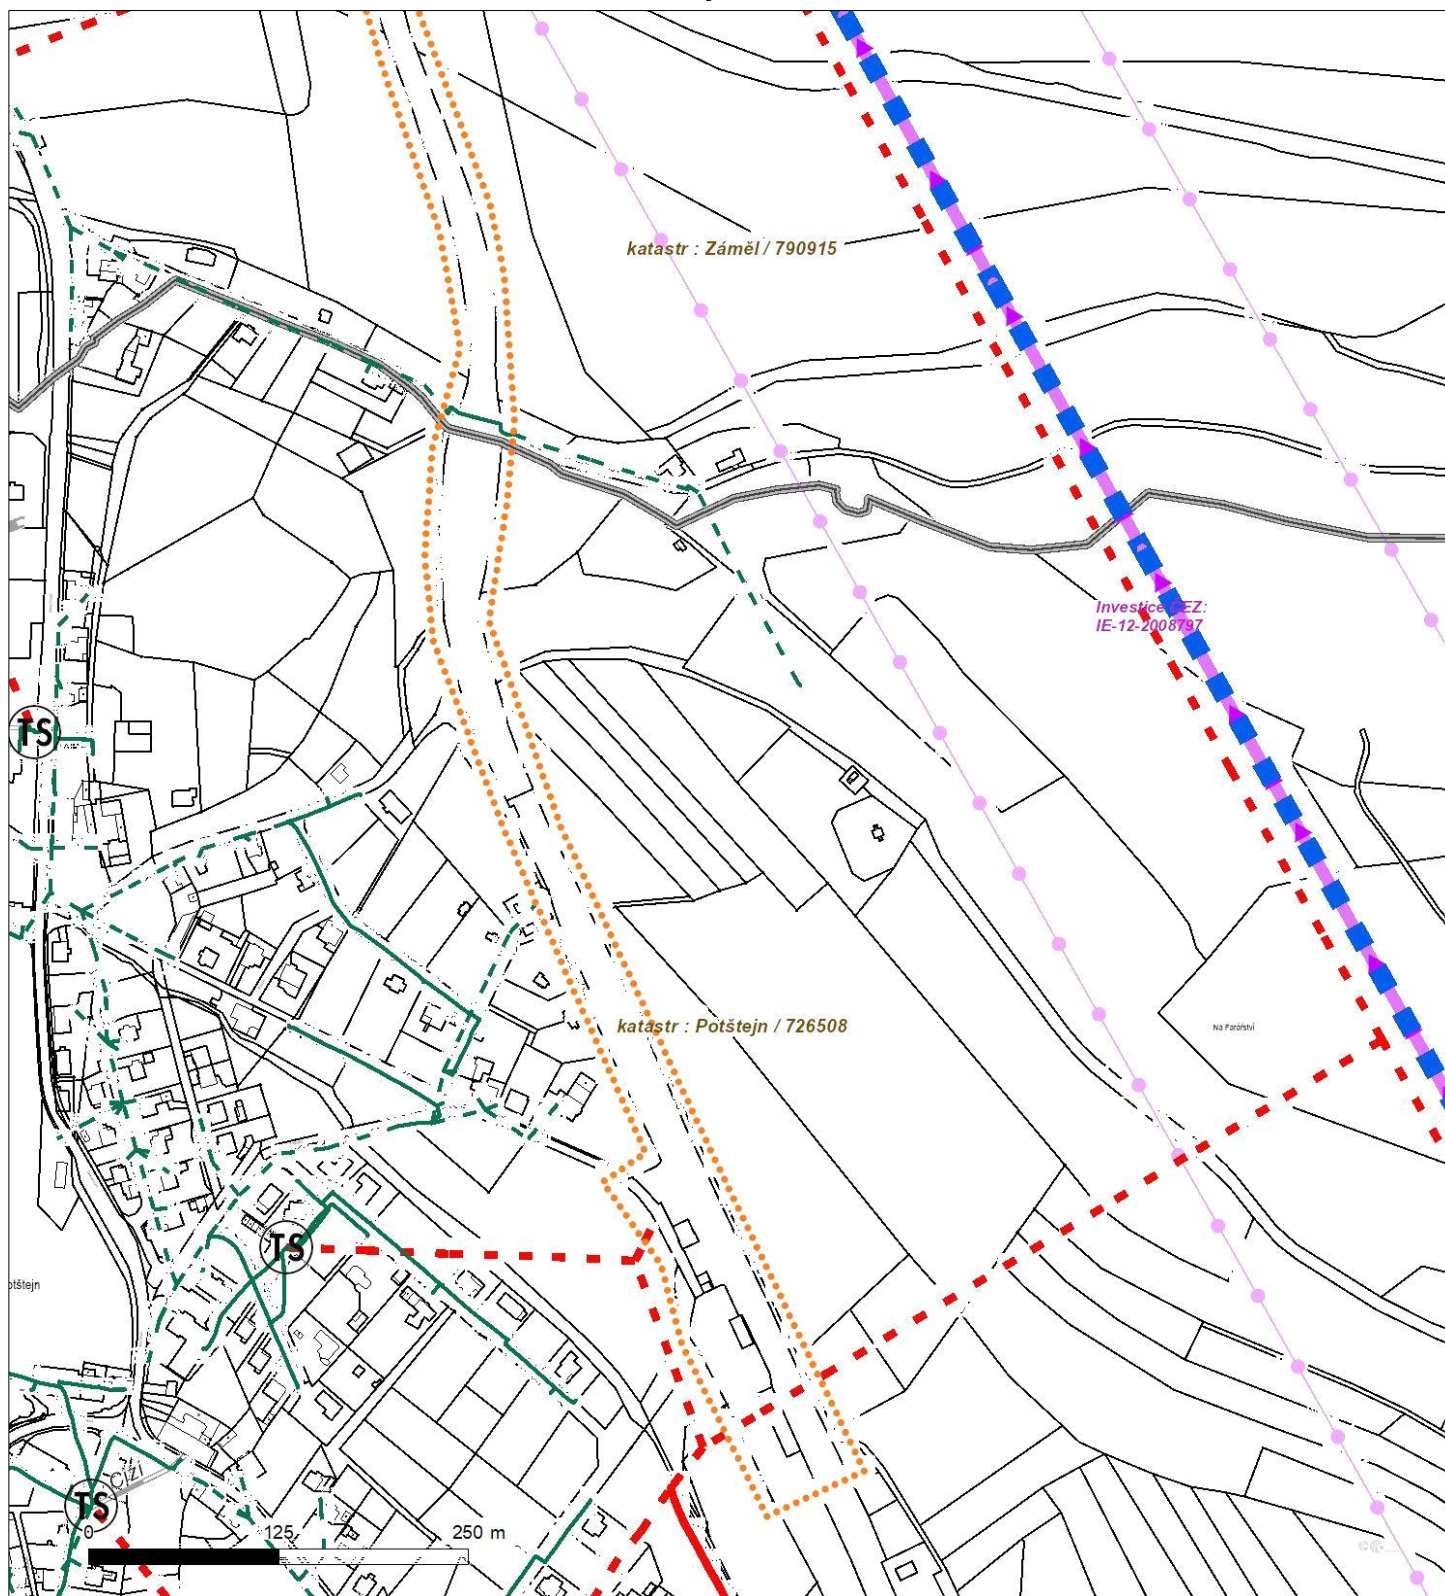 katastr : Záměl / 790915
Investice ČEZ:
IE-12-2008797
TS
katastr : Potštejn / 726508
Na Farářství
TS
otštejn
Cizí
TS
0
125
250 m